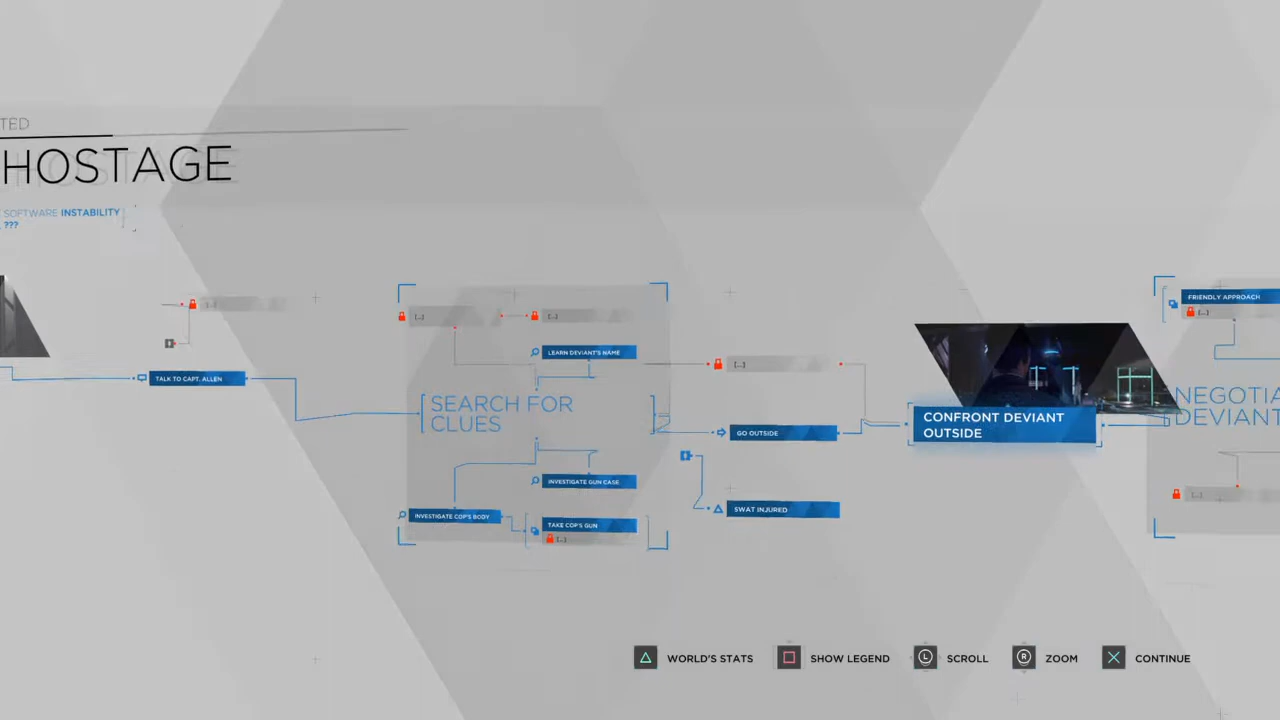 TED
HOSTAGE
SOFTWARE INSTABILITY
???
[...]
TALK TO CAPT. ALLEN
[...]
[...]
LEARN DEVIANT'S NAME
SEARCH FOR
CLUES
INVESTIGATE GUN CASE
INVESTIGATE COP'S BODY
TAKE COP'S GUN
[...]
[...]
GO OUTSIDE
SWAT INJURED
CONFRONT DEVIANT
OUTSIDE
FRIENDLY APPROACH
[...]
NEGOTIA
DEVIANT
[...]
WORLD'S STATS
SHOW LEGEND
L
SCROLL
R
ZOOM
CONTINUE